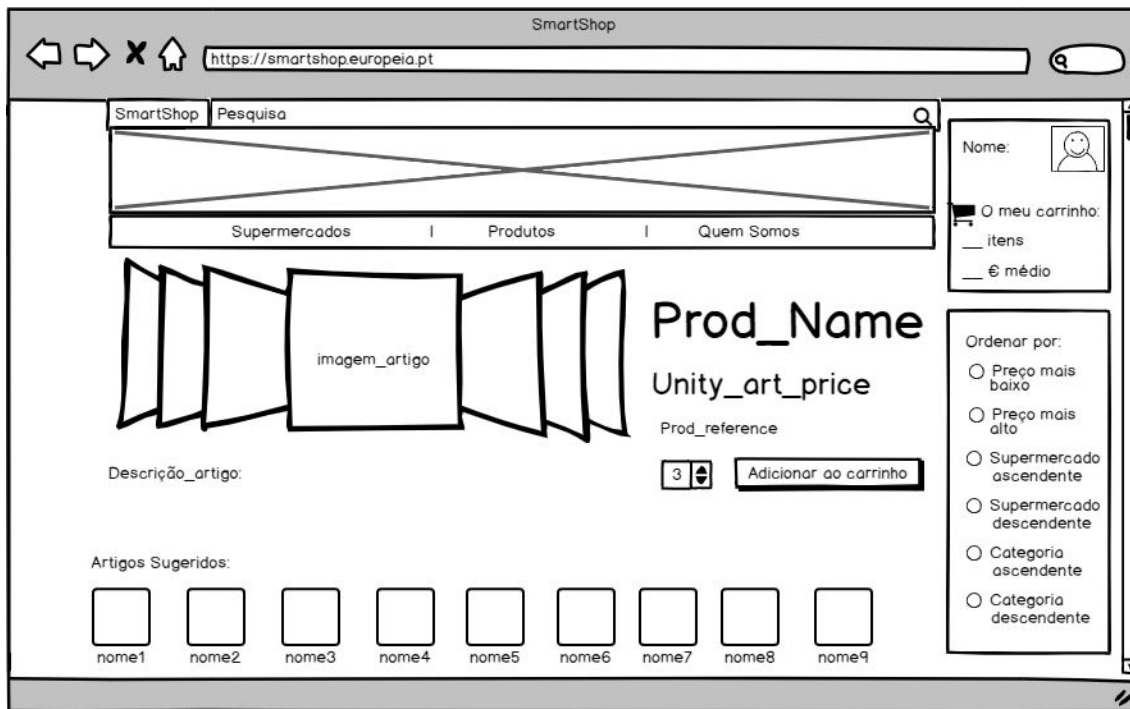 SmartShop
https://smartshop.europeia.pt
SmartShop
Pesquisa
Supermercados | Produtos | Quem Somos
imagem_artigo
Prod_Name
Unity_art_price
Prod_reference
3
Adicionar ao carrinho
Descrição_artigo:
Artigos Sugeridos:
nome1 nome2 nome3 nome4 nome5 nome6 nome7 nome8 nome9
Nome:
O meu carrinho:
__ itens
__ € médio
Ordenar por:
Preço mais
baixo
Preço mais
alto
Supermercado
ascendente
Supermercado
descendente
Categoria
ascendente
Categoria
descendente